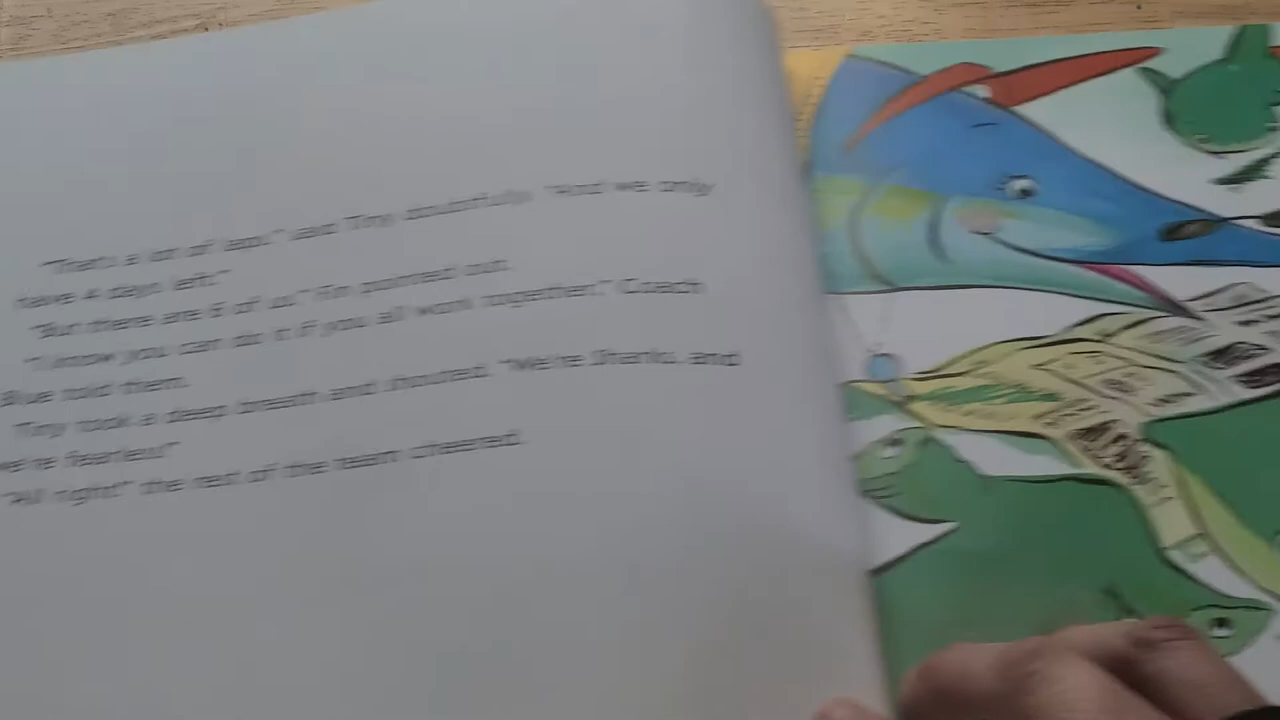 "That's a lot of laps," said Tiny doubtfully. "And we only
have 4 days left."
"But there are 6 of us," Fin pointed out.
"I know you can do it if you all work together." Coach
Blue told them.
Tiny took a deep breath and shouted. "We're Sharks, and
we're fearless!"
"All right!" the rest of the team cheered.